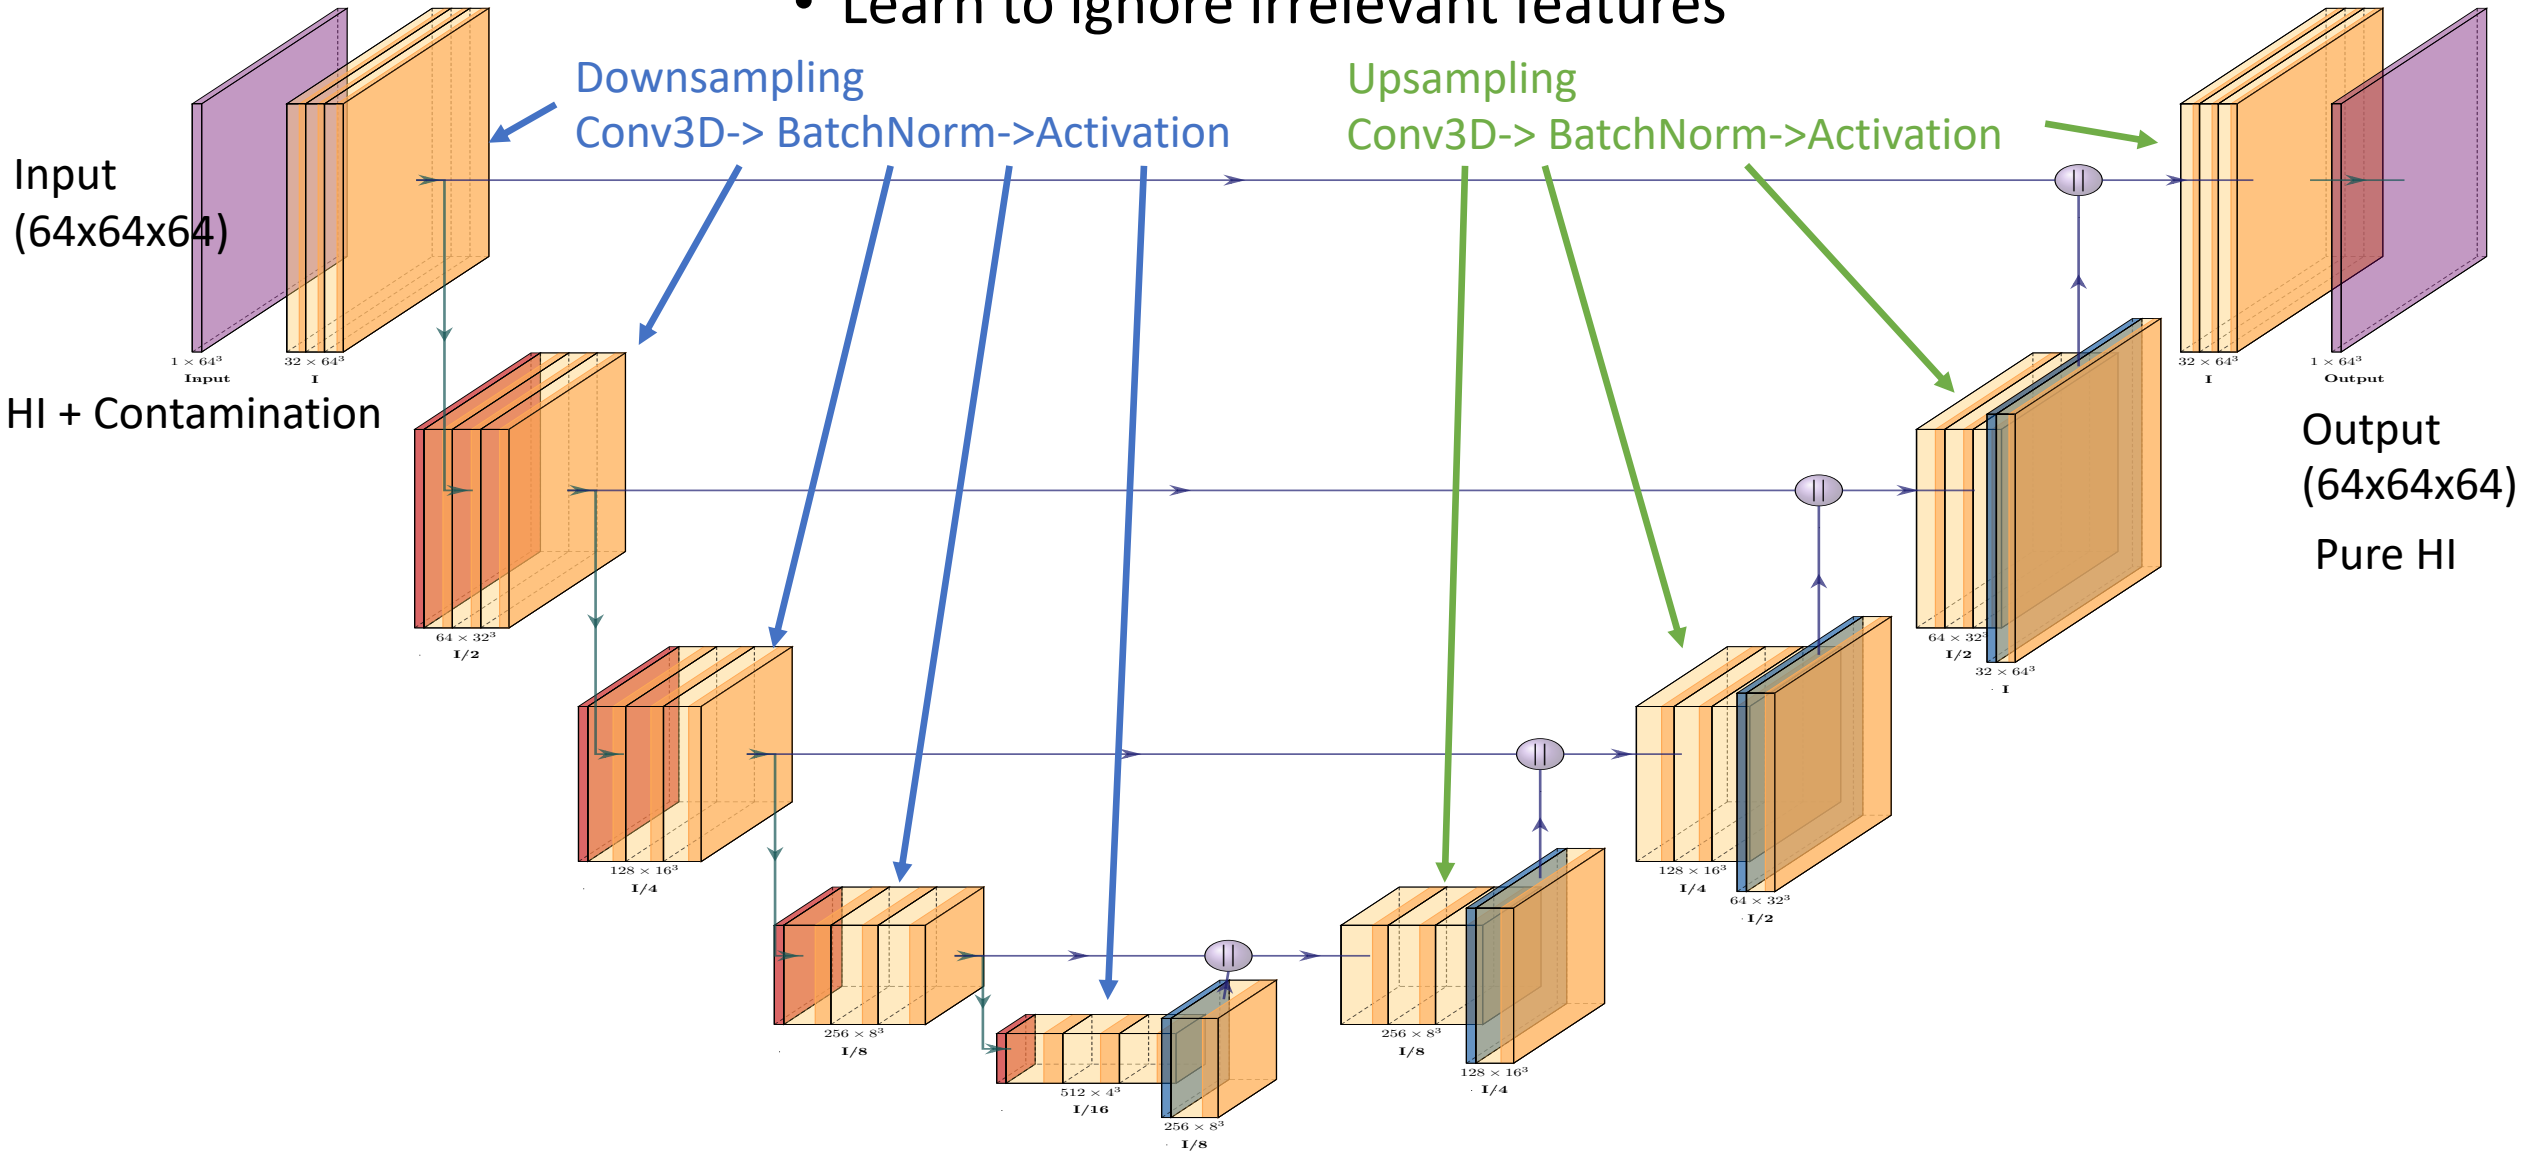 • Learn to ignore irrelevant features
Downsampling
Conv3D-> BatchNorm->Activation
Upsampling
Conv3D-> BatchNorm->Activation
Input
(64x64x64)
1 × 64³
Input
32 × 64³
I
HI + Contamination
64 × 32³
I/2
128 × 16³
I/4
256 × 8³
I/8
512 × 4³
I/16
256 × 8³
I/8
256 × 8³
I/8
128 × 16³
I/4
128 × 16³
I/4
64 × 32³
I/2
64 × 32³
I/2
32 × 64³
I
32 × 64³
I
1 × 64³
Output
Output
(64x64x64)
Pure HI